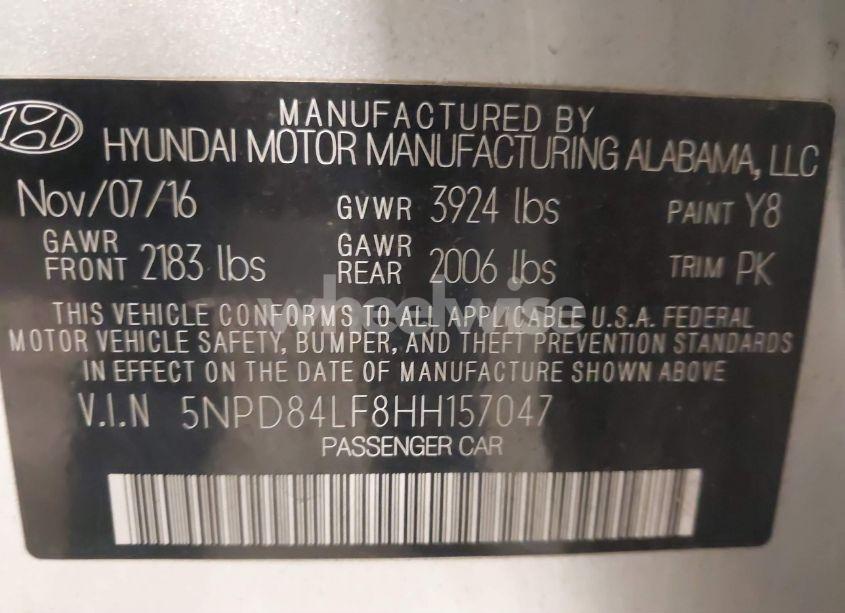 MANUFACTURED BY
HYUNDAI MOTOR MANUFACTURING ALABAMA, LLC
Nov/07/16 GVWR 3924 lbs PAINT Y8
GAWR FRONT 2183 lbs GAWR REAR 2006 lbs TRIM PK
wheelwise
THIS VEHICLE CONFORMS TO ALL APPLICABLE U.S.A. FEDERAL
MOTOR VEHICLE SAFETY, BUMPER, AND THEFT PREVENTION STANDARDS
IN EFFECT ON THE DATE OF MANUFACTURE SHOWN ABOVE
V.I.N 5NPD84LF8HH157047
PASSENGER CAR